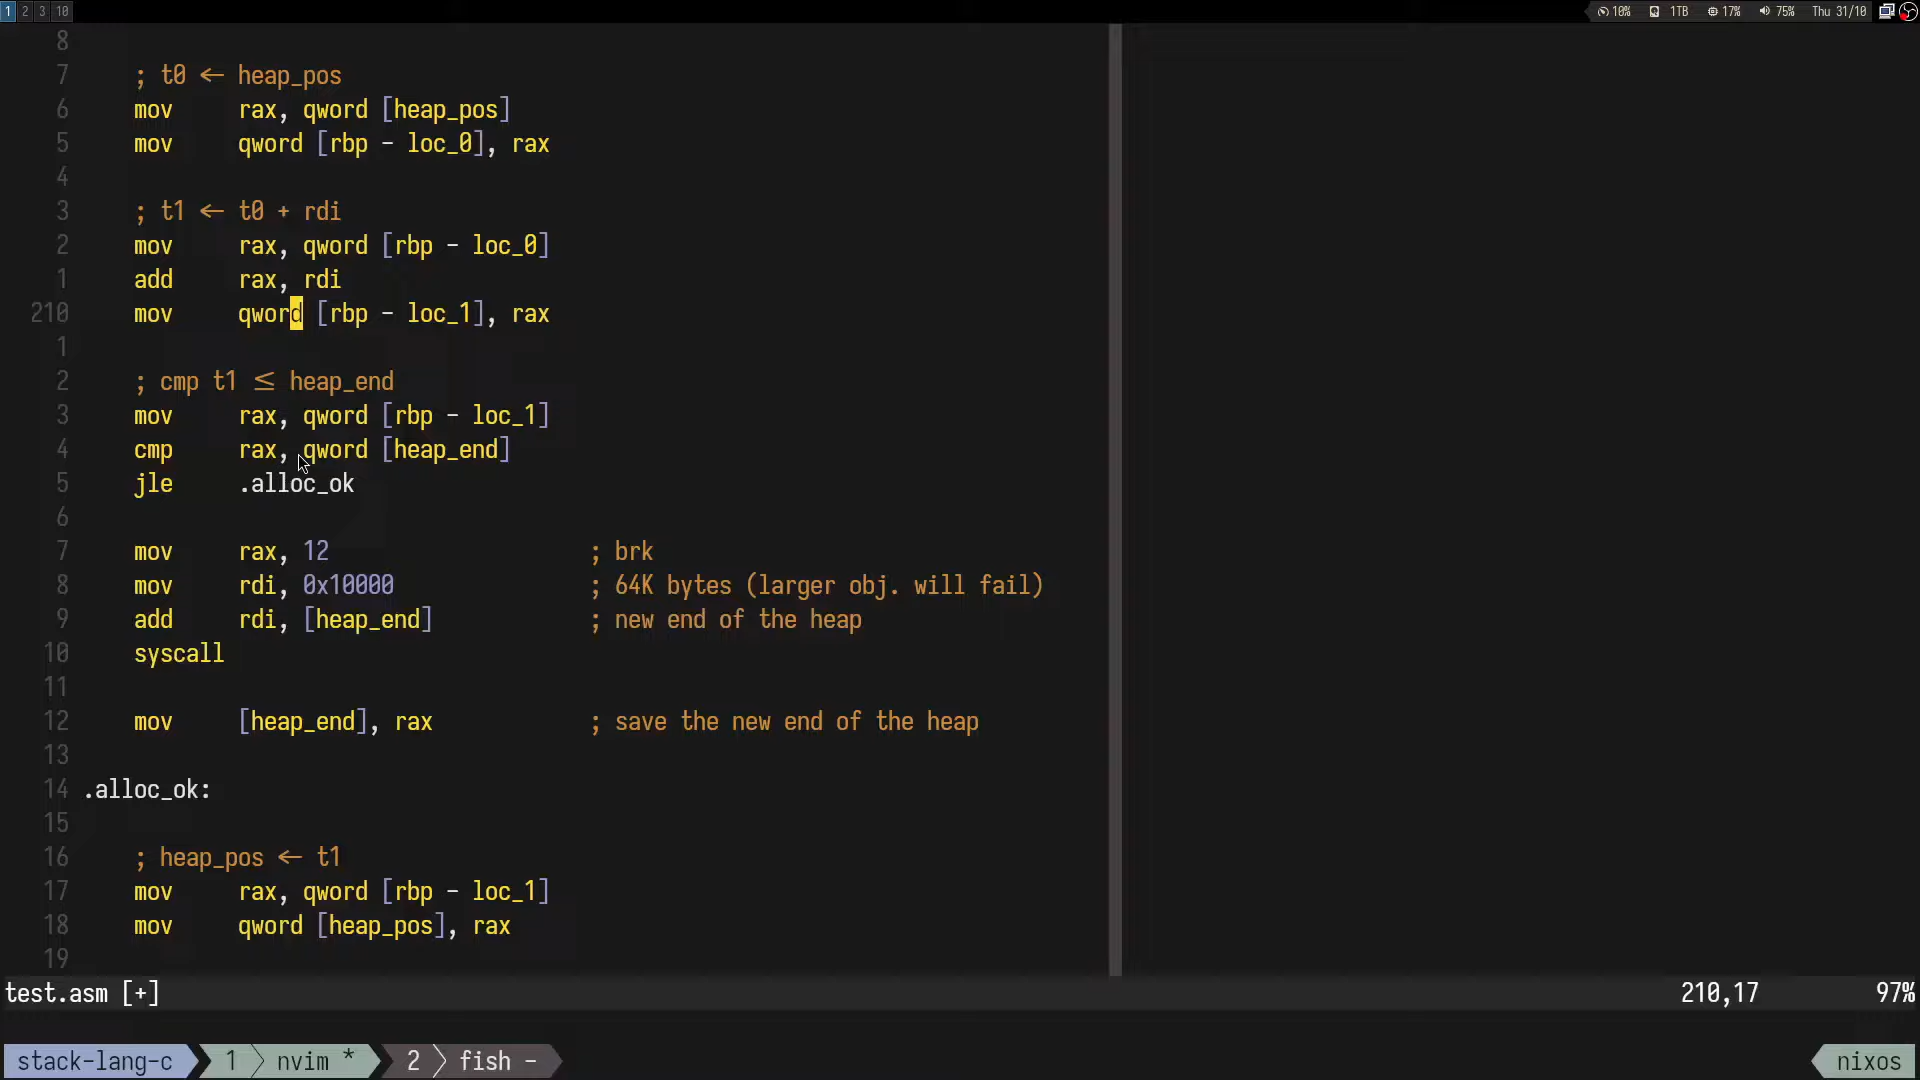 1 2 3 10 10% 1TB 17% 75% Thu 31/10
8
7 ; t0 ← heap_pos
6 mov rax, qword [heap_pos]
5 mov qword [rbp - loc_0], rax
4
3 ; t1 ← t0 + rdi
2 mov rax, qword [rbp - loc_0]
1 add rax, rdi
210 mov qword [rbp - loc_1], rax
1
2 ; cmp t1 ≤ heap_end
3 mov rax, qword [rbp - loc_1]
4 cmp rax, qword [heap_end]
5 jle .alloc_ok
6
7 mov rax, 12 ; brk
8 mov rdi, 0x10000 ; 64K bytes (larger obj. will fail)
9 add rdi, [heap_end] ; new end of the heap
10 syscall
11
12 mov [heap_end], rax ; save the new end of the heap
13
14 .alloc_ok:
15
16 ; heap_pos ← t1
17 mov rax, qword [rbp - loc_1]
18 mov qword [heap_pos], rax
19
test.asm [+] 210,17 97%
stack-lang-c 1 nvim * 2 fish - nixos